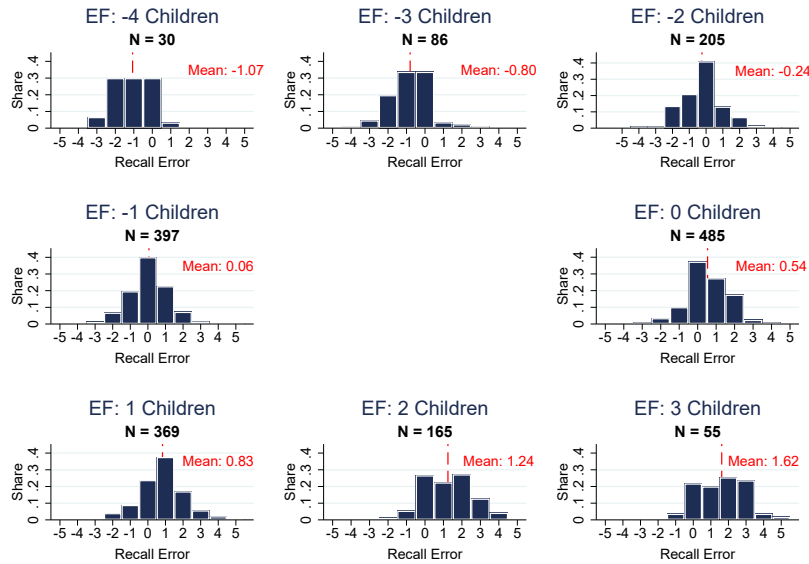 EF: -4 Children
N = 30
Mean: -1.07
Share
0 .1 .2 .3 .4
-5 -4 -3 -2 -1 0 1 2 3 4 5
Recall Error
EF: -3 Children
N = 86
Mean: -0.80
Share
0 .1 .2 .3 .4
-5 -4 -3 -2 -1 0 1 2 3 4 5
Recall Error
EF: -2 Children
N = 205
Mean: -0.24
Share
0 .1 .2 .3 .4
-5 -4 -3 -2 -1 0 1 2 3 4 5
Recall Error
EF: -1 Children
N = 397
Mean: 0.06
Share
0 .1 .2 .3 .4
-5 -4 -3 -2 -1 0 1 2 3 4 5
Recall Error
EF: 0 Children
N = 485
Mean: 0.54
Share
0 .1 .2 .3 .4
-5 -4 -3 -2 -1 0 1 2 3 4 5
Recall Error
EF: 1 Children
N = 369
Mean: 0.83
Share
0 .1 .2 .3 .4
-5 -4 -3 -2 -1 0 1 2 3 4 5
Recall Error
EF: 2 Children
N = 165
Mean: 1.24
Share
0 .1 .2 .3 .4
-5 -4 -3 -2 -1 0 1 2 3 4 5
Recall Error
EF: 3 Children
N = 55
Mean: 1.62
Share
0 .1 .2 .3 .4
-5 -4 -3 -2 -1 0 1 2 3 4 5
Recall Error